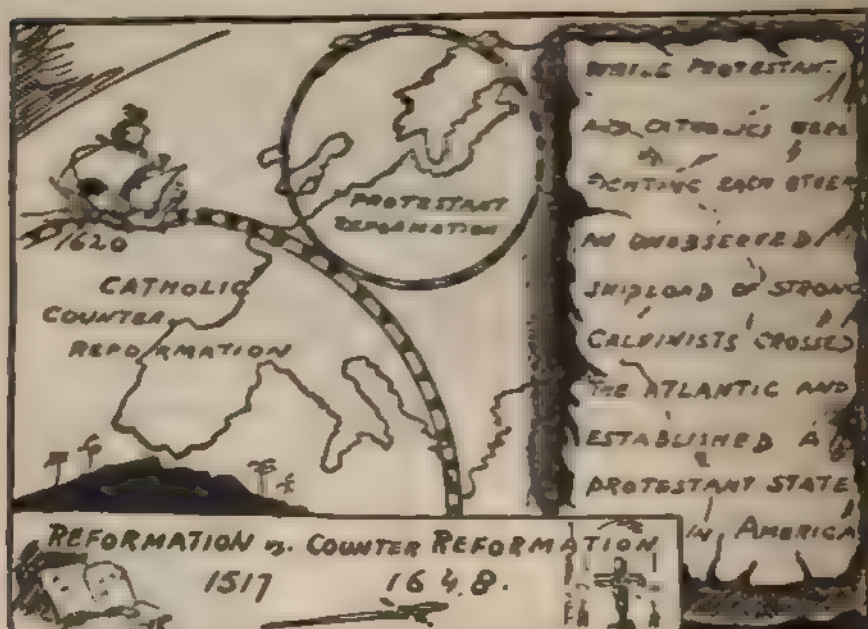 1620
CATHOLIC
COUNTER
REFORMATION
PROTESTANT
REFORMATION
WHILE PROTESTANT
AND CATHOLICS WERE
FIGHTING EACH OTHER
AN UNOBSERVED
SHIPLOAD OF STRONG
CALVINISTS CROSSED
THE ATLANTIC AND
ESTABLISHED A
PROTESTANT STATE
IN AMERICA
REFORMATION vs. COUNTER REFORMATION
1517 1648.